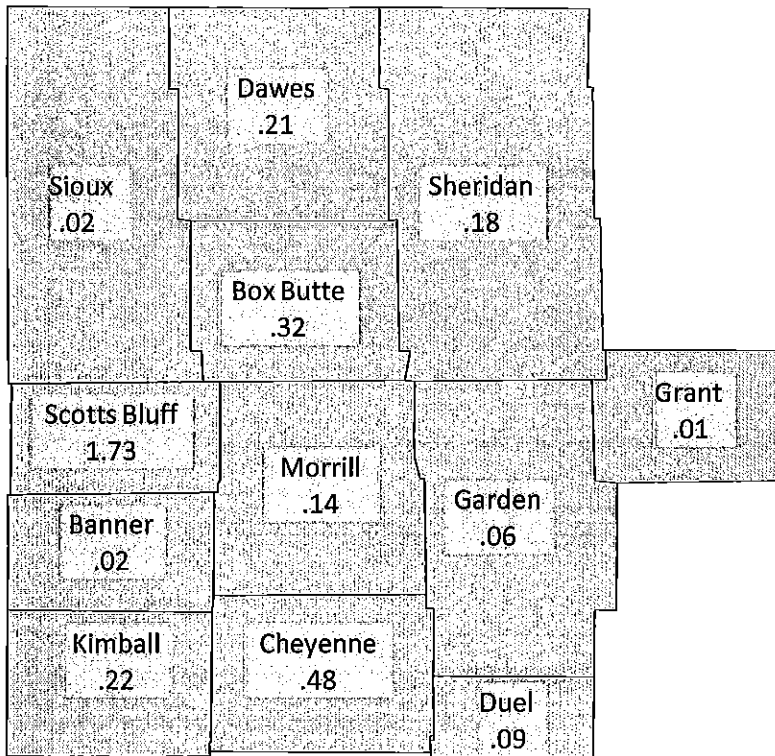 Dawes
.21
Sioux
.02
Sheridan
.18
Box Butte
.32
Grant
.01
Scotts Bluff
1.73
Morrill
.14
Garden
.06
Banner
.02
Kimball
.22
Cheyenne
.48
Duel
.09